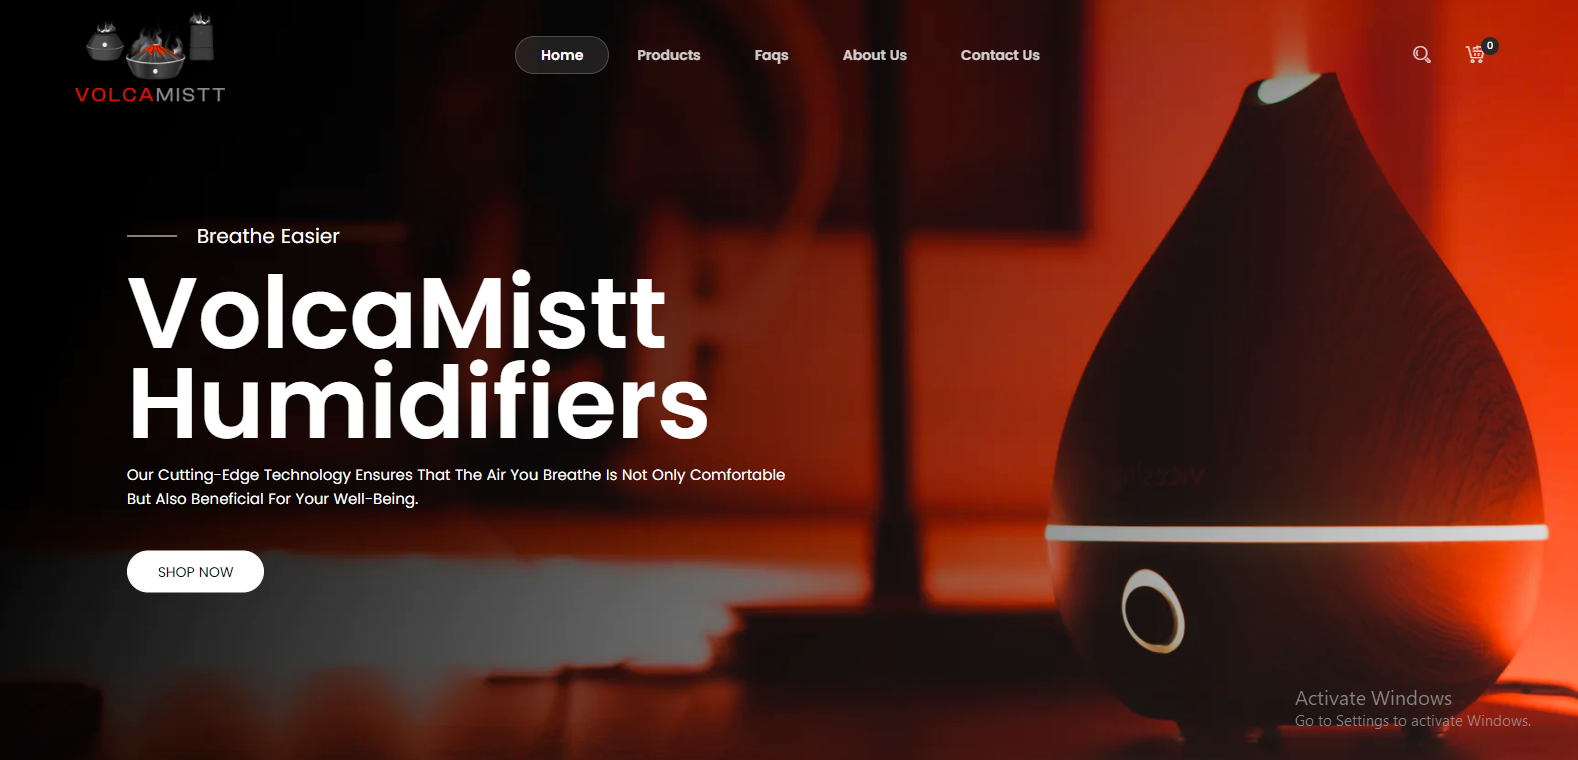 VOLCAMISTT
Home Products Faqs About Us Contact Us 0
Breathe Easier
VolcaMistt
Humidifiers
Our Cutting-Edge Technology Ensures That The Air You Breathe Is Not Only Comfortable
But Also Beneficial For Your Well-Being.
SHOP NOW
Activate Windows
Go to Settings to activate Windows.